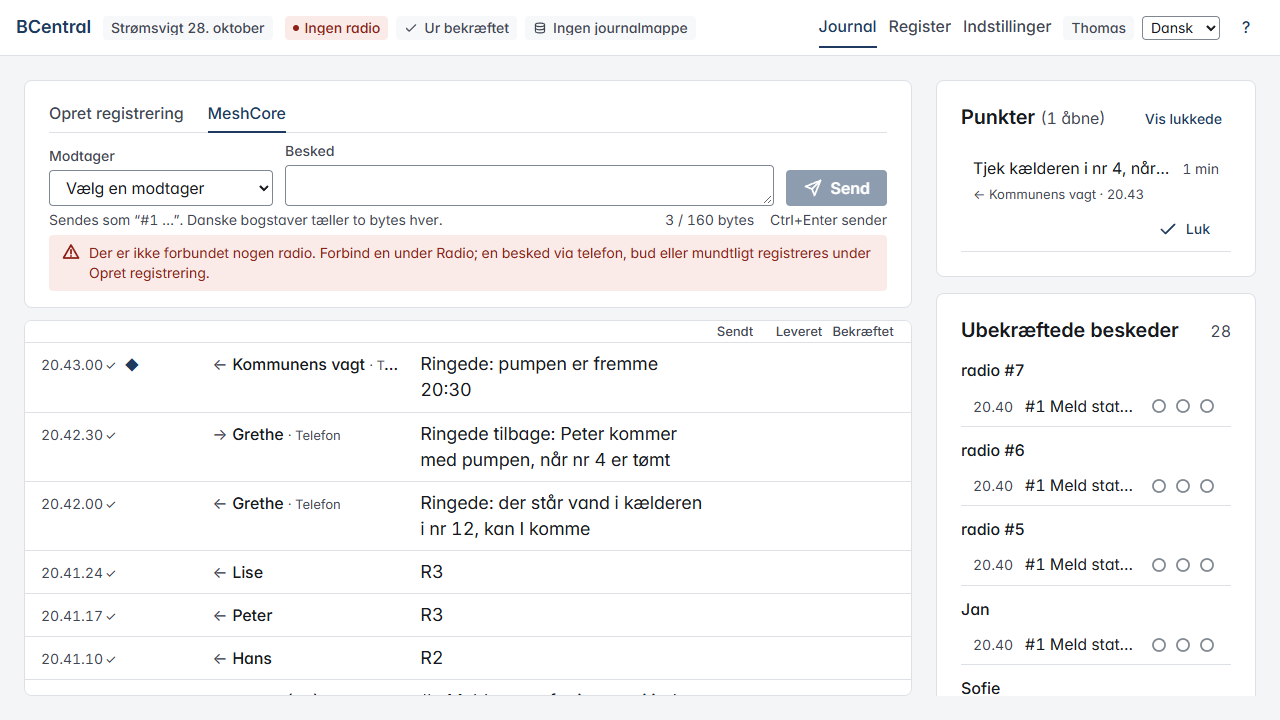 BCentral Strømsvigt 28. oktober Ingen radio Ur bekræftet Ingen journalmappe Journal Register Indstillinger Thomas Dansk ?
Opret registrering MeshCore
Modtager
Besked
Vælg en modtager
Send
Sendes som “#1 …”. Danske bogstaver tæller to bytes hver. 3 / 160 bytes Ctrl+Enter sender
Der er ikke forbundet nogen radio. Forbind en under Radio; en besked via telefon, bud eller mundtligt registreres under
Opret registrering.
Sendt Leveret Bekræftet
20.43.00 ← Kommunens vagt · T... Ringede: pumpen er fremme
20:30
20.42.30 → Grethe · Telefon Ringede tilbage: Peter kommer
med pumpen, når nr 4 er tømt
20.42.00 ← Grethe · Telefon Ringede: der står vand i kælderen
i nr 12, kan I komme
20.41.24 ← Lise R3
20.41.17 ← Peter R3
20.41.10 ← Hans R2
Punkter (1 åbne) Vis lukkede
Tjek kælderen i nr 4, når... 1 min
← Kommunens vagt · 20.43
Luk
Ubekræftede beskeder 28
radio #7
20.40 #1 Meld stat...
radio #6
20.40 #1 Meld stat...
radio #5
20.40 #1 Meld stat...
Jan
20.40 #1 Meld stat...
Sofie